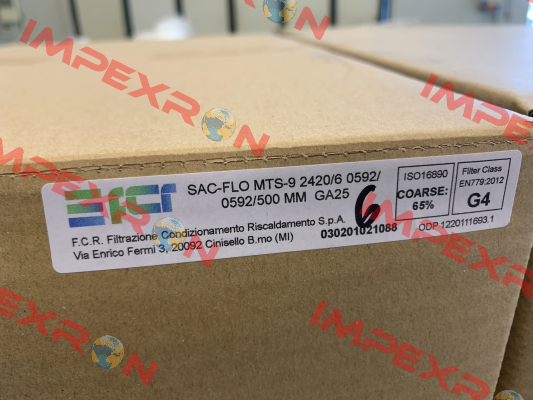 SAC-FLO MTS-9 2420/6 0592/
0592/500 MM GA25
6
F.C.R. Filtrazione Condizionamento Riscaldamento S.p.A.
Via Enrico Fermi 3, 20092 Cinisello B.mo (MI)
030201021088
ISO16890
COARSE:
65%
Filter Class
EN779:2012
G4
ODP 1220111693.1
IMPEXRON
IMPEXRON
IMPEXRON
IMPEXRON
IMPEXRON
IMPEXRON
IMPEXRON